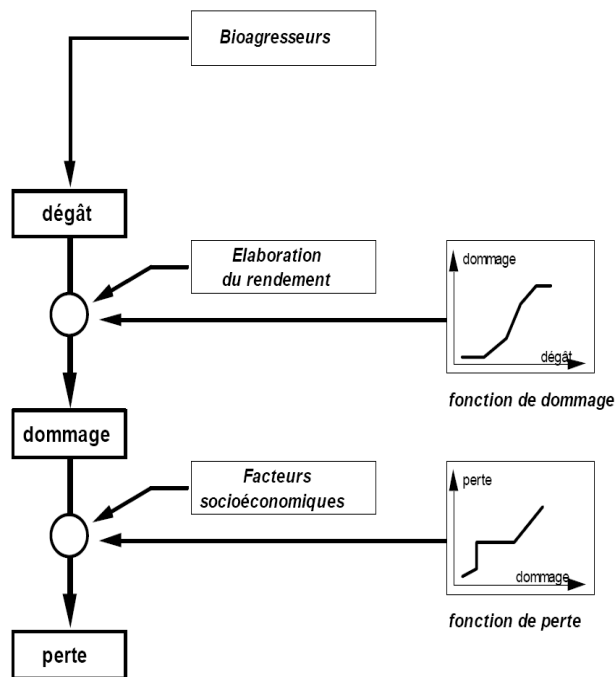 Bioagresseurs
dégât
Elaboration
du rendement
dommage
dégât
fonction de dommage
dommage
Facteurs
socioéconomiques
perte
dommage
fonction de perte
perte